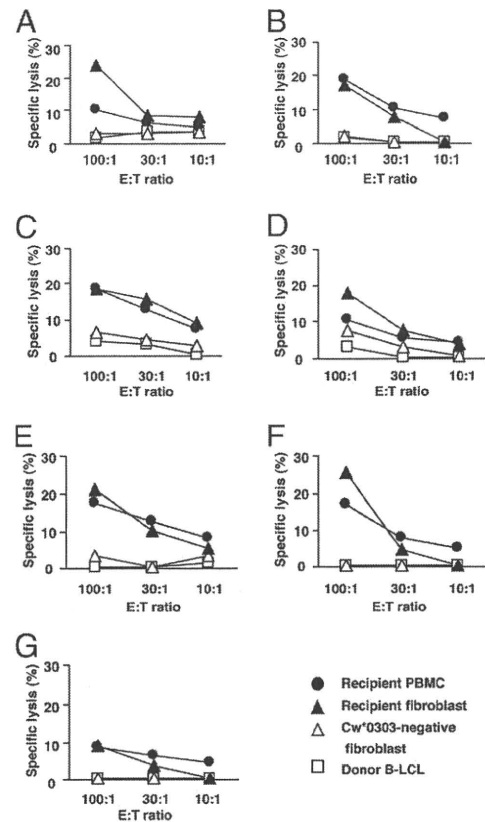 A
B
30
20
10
0
Specific lysis (%)
100:1 30:1 10:1
E:T ratio
30
20
10
0
Specific lysis (%)
100:1 30:1 10:1
E:T ratio
C
D
30
20
10
0
Specific lysis (%)
100:1 30:1 10:1
E:T ratio
30
20
10
0
Specific lysis (%)
100:1 30:1 10:1
E:T ratio
E
F
30
20
10
0
Specific lysis (%)
100:1 30:1 10:1
E:T ratio
30
20
10
0
Specific lysis (%)
100:1 30:1 10:1
E:T ratio
G
30
20
10
0
Specific lysis (%)
100:1 30:1 10:1
E:T ratio
Recipient PBMC
Recipient fibroblast
Cw*0303-negative
fibroblast
Donor B-LCL